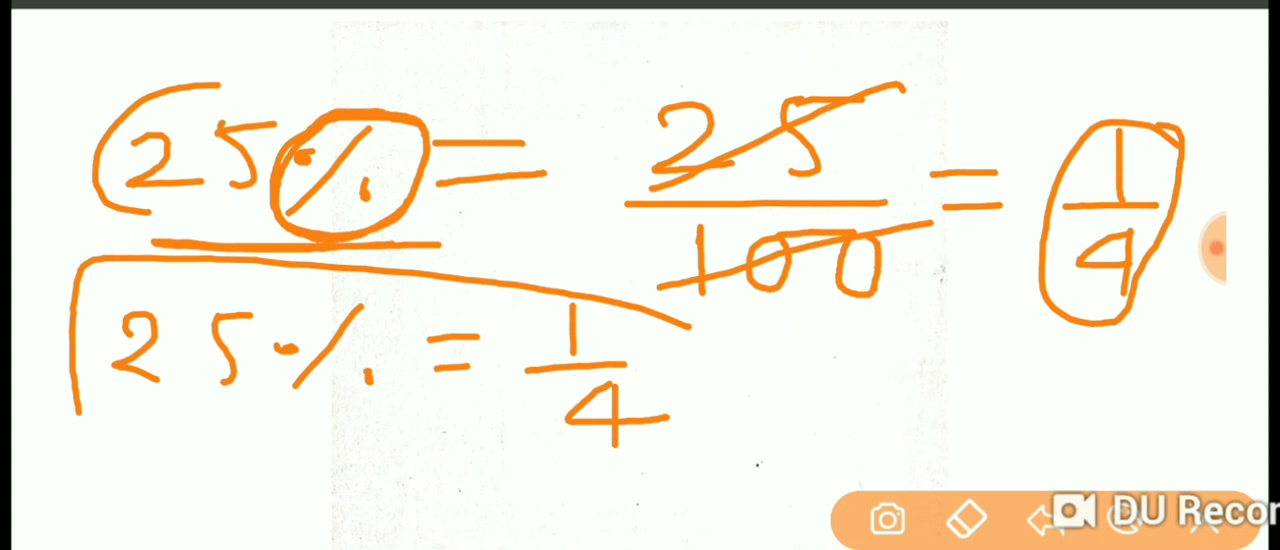 25% = 25/100 = 1/4
25% = 1/4
DU Recor